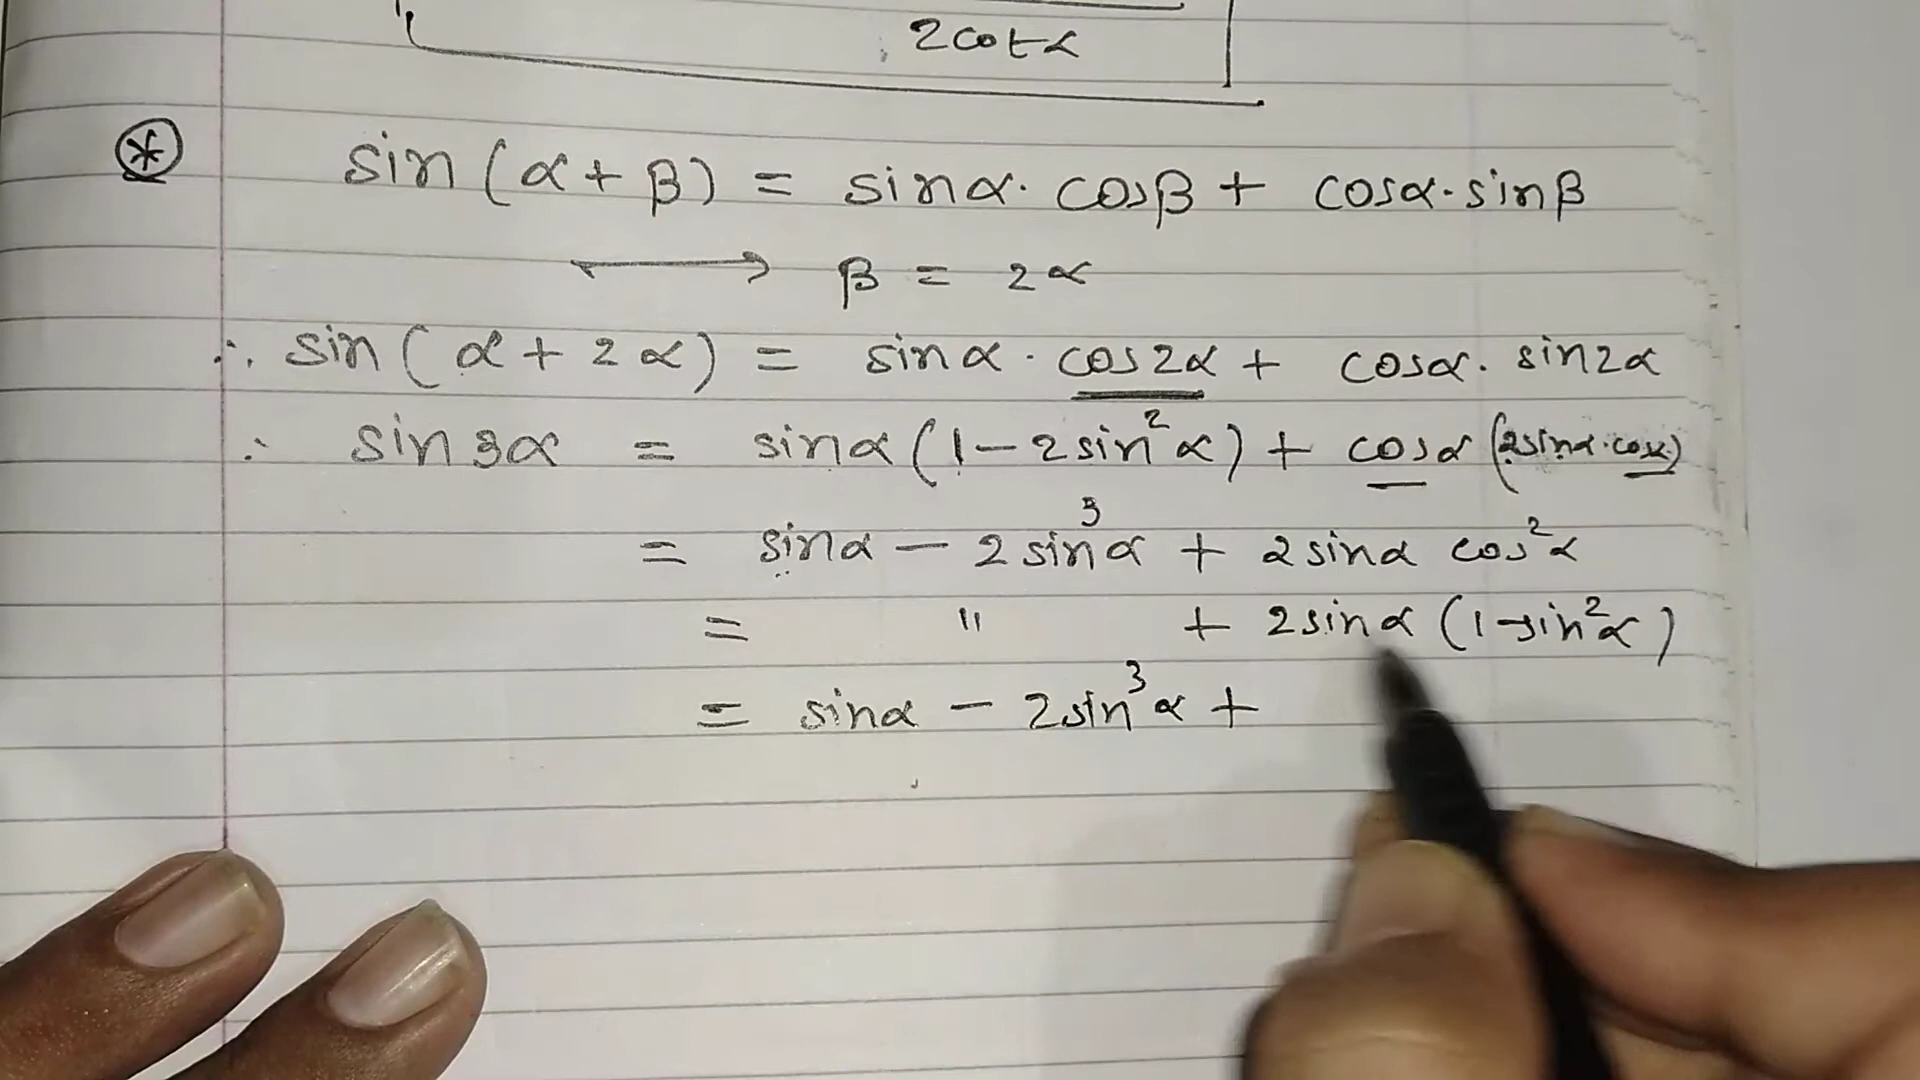 2cotα
* sin(α+β) = sinα·cosβ + cosα·sinβ
⟶ β = 2α
∴ sin(α+2α) = sinα·cos2α + cosα·sin2α
∴ sin3α = sinα(1-2sin²α) + cosα(2sinα·cosα)
= sinα - 2sin³α + 2sinα cos²α
= " + 2sinα(1-sin²α)
= sinα - 2sin³α +